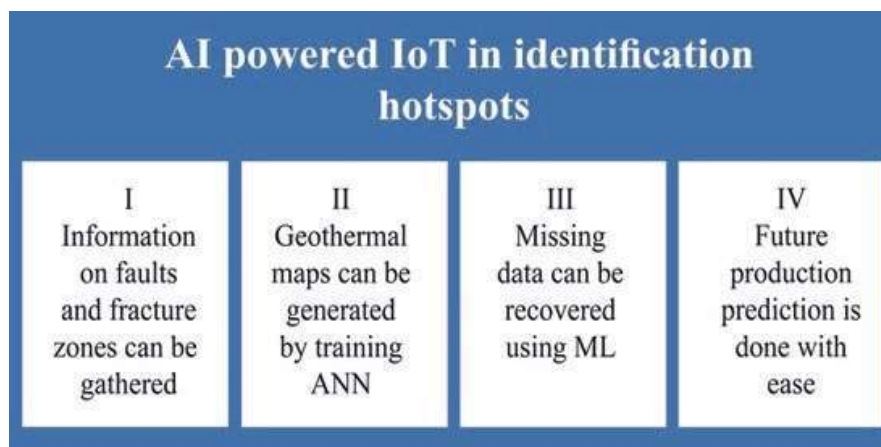 AI powered IoT in identification
hotspots
I
Information
on faults
and fracture
zones can be
gathered
II
Geothermal
maps can be
generated
by training
ANN
III
Missing
data can be
recovered
using ML
IV
Future
production
prediction is
done with
ease